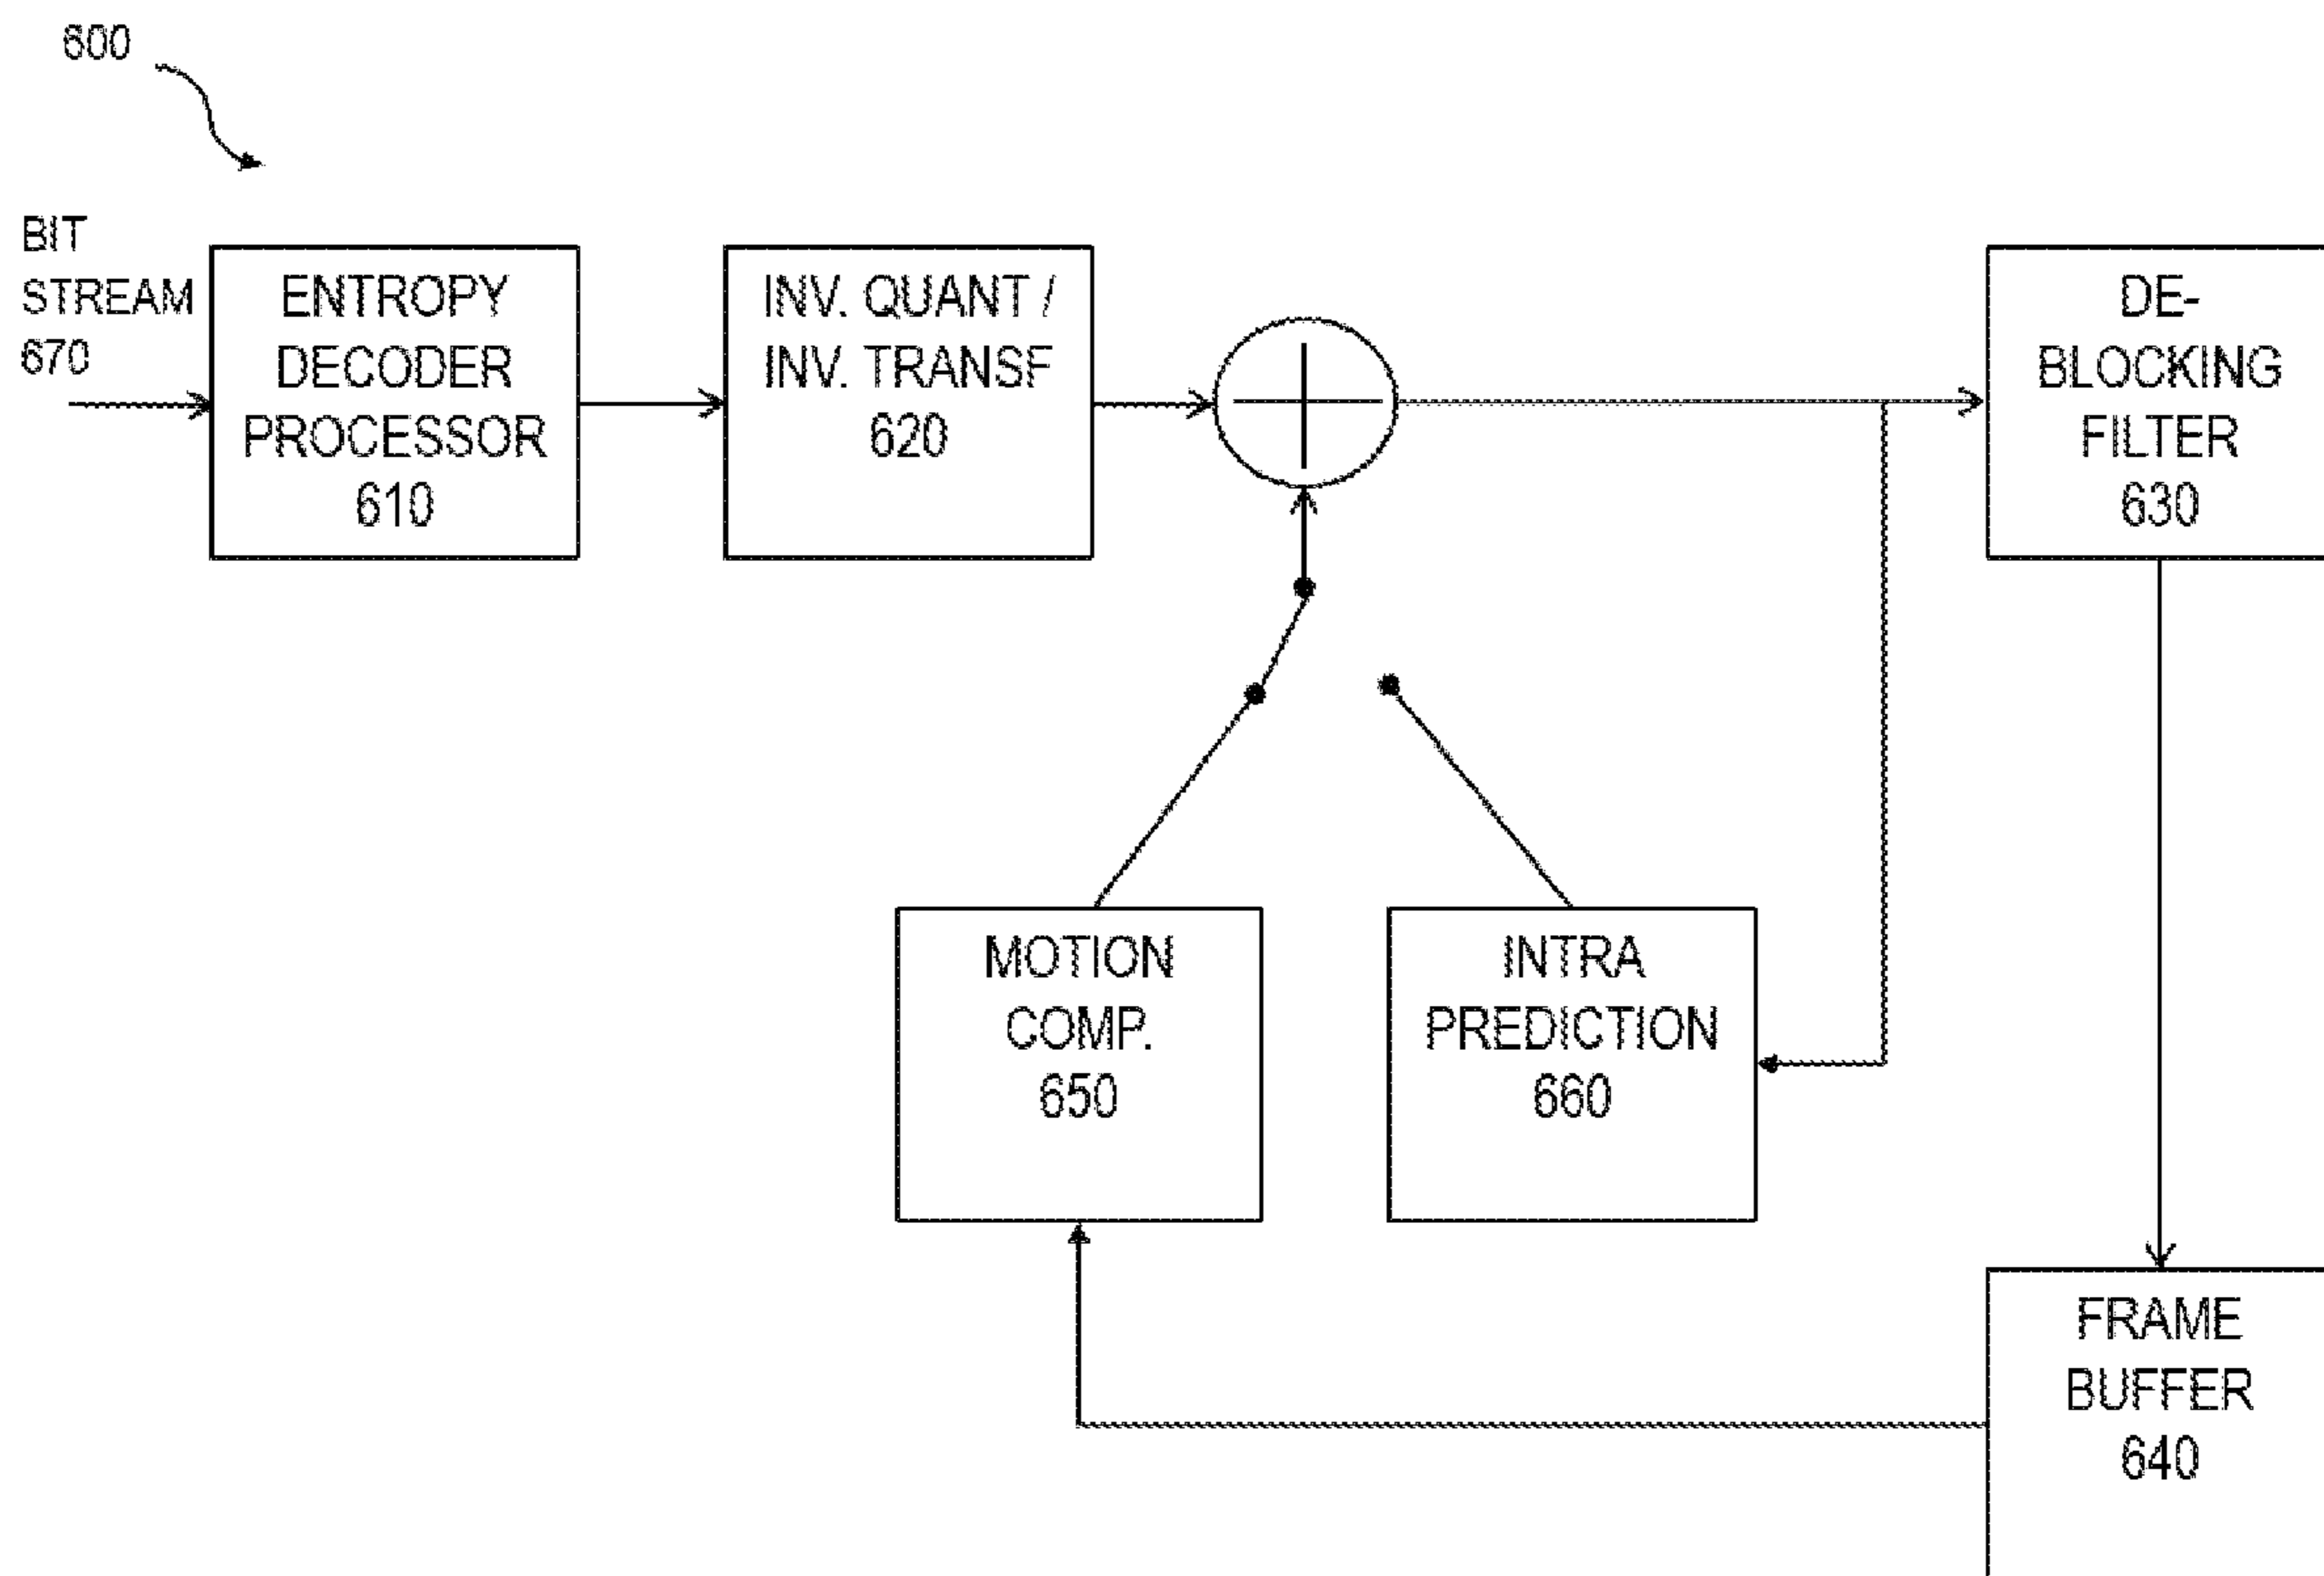 600
BIT
STREAM
670
ENTROPY
DECODER
PROCESSOR
610
INV. QUANT /
INV. TRANSF
620
DE-
BLOCKING
FILTER
630
MOTION
COMP.
650
INTRA
PREDICTION
660
FRAME
BUFFER
640